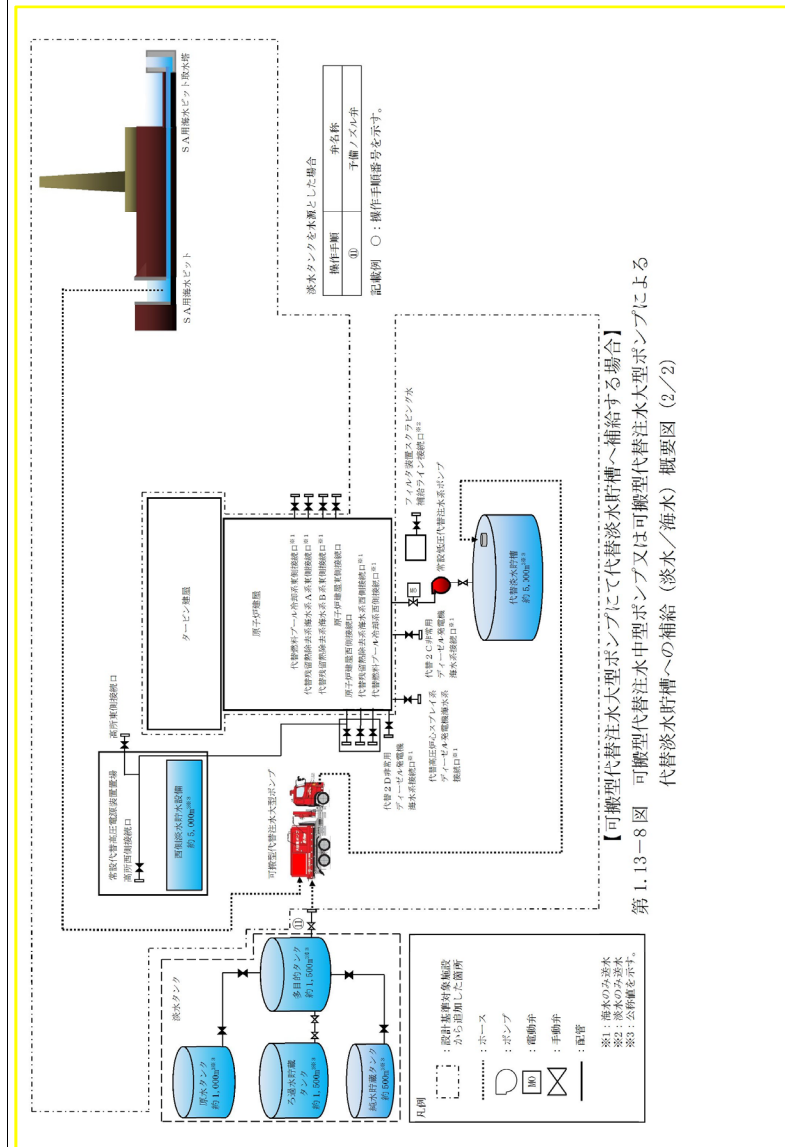 SA用海水ピット取水塔
SA用海水ピット
淡水タンクを水源とした場合
操作手順
弁名称
⑪
予備ノズル弁
記載例 ○：操作手順番号を示す。
タービン建屋
原子炉建屋
代替燃料プール冷却系東側接続口※1
代替残留熱除去系海水系A系東側接続口※1
代替残留熱除去系海水系B系東側接続口※1
原子炉建屋東側接続口
原子炉建屋西側接続口
代替残留熱除去系海水系西側接続口※1
代替燃料プール冷却系西側接続口※1
フィルタ装置スクラビング水
補給ライン接続口※2
常設低圧代替注水系ポンプ
MO
代替淡水貯槽
約5,000m³※3
代替2C非常用
ディーゼル発電機
海水系接続口※1
代替高圧炉心スプレイ系
ディーゼル発電機海水系
接続口※1
代替2D非常用
ディーゼル発電機
海水系接続口※1
高所東側接続口
常設代替高圧電源装置置場
高所西側接続口
西側淡水貯水設備
約5,000m³※3
可搬型代替注水大型ポンプ
⑪
淡水タンク
多目的タンク
約1,500m³※3
原水タンク
約1,000m³※3
ろ過水貯蔵
タンク
約1,500m³※3
純水貯蔵タンク
約500m³※3
凡例
：設計基準対象施設
から追加した箇所
：ホース
：ポンプ
MO
：電動弁
：手動弁
：配管
※1：海水のみ送水
※2：淡水のみ送水
※3：公称値を示す。
【可搬型代替注水大型ポンプにて代替淡水貯槽へ補給する場合】
第1.13－8図 可搬型代替注水中型ポンプ又は可搬型代替注水大型ポンプによる
代替淡水貯槽への補給（淡水／海水）概要図（2／2）